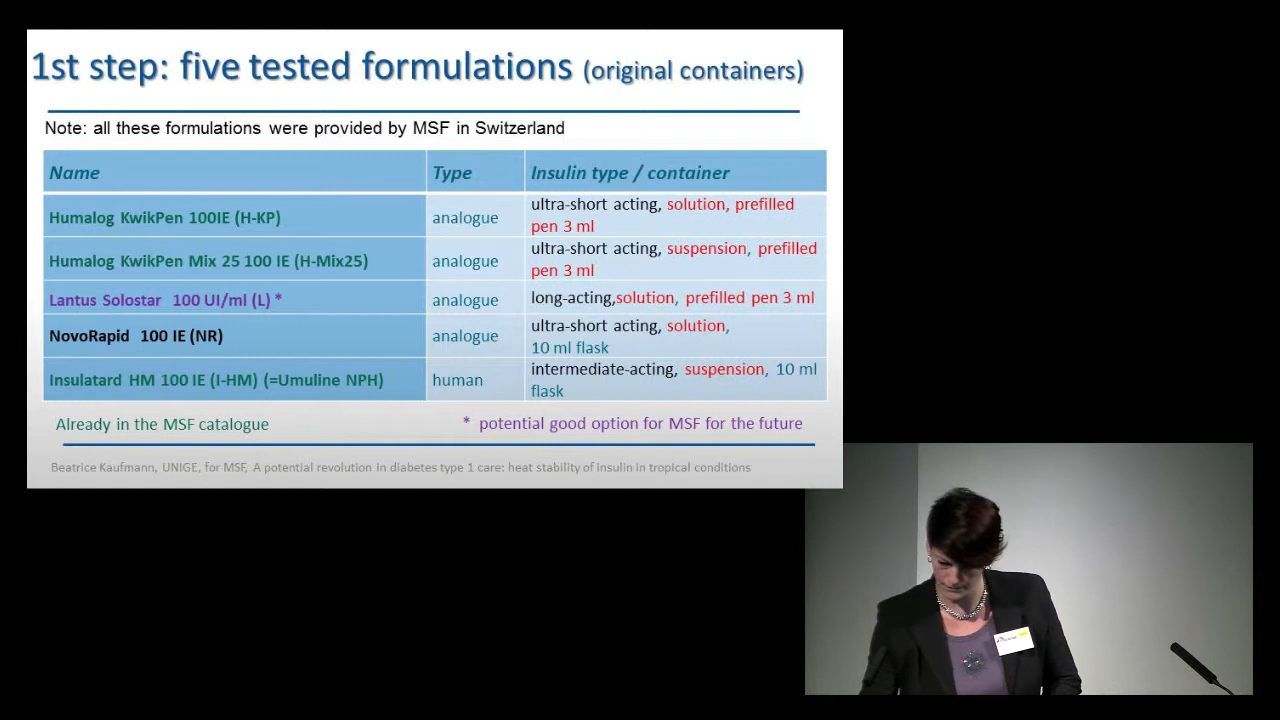 1st step: five tested formulations (original containers)
Note: all these formulations were provided by MSF in Switzerland
Name Type Insulin type / container
Humalog KwikPen 100IE (H-KP) analogue ultra-short acting, solution, prefilled
pen 3 ml
Humalog KwikPen Mix 25 100 IE (H-Mix25) analogue ultra-short acting, suspension, prefilled
pen 3 ml
Lantus Solostar 100 UI/ml (L) * analogue long-acting,solution, prefilled pen 3 ml
NovoRapid 100 IE (NR) analogue ultra-short acting, solution,
10 ml flask
Insulatard HM 100 IE (I-HM) (=Umuline NPH) human intermediate-acting, suspension, 10 ml
flask
Already in the MSF catalogue * potential good option for MSF for the future
Beatrice Kaufmann, UNIGE, for MSF, A potential revolution in diabetes type 1 care: heat stability of insulin in tropical conditions